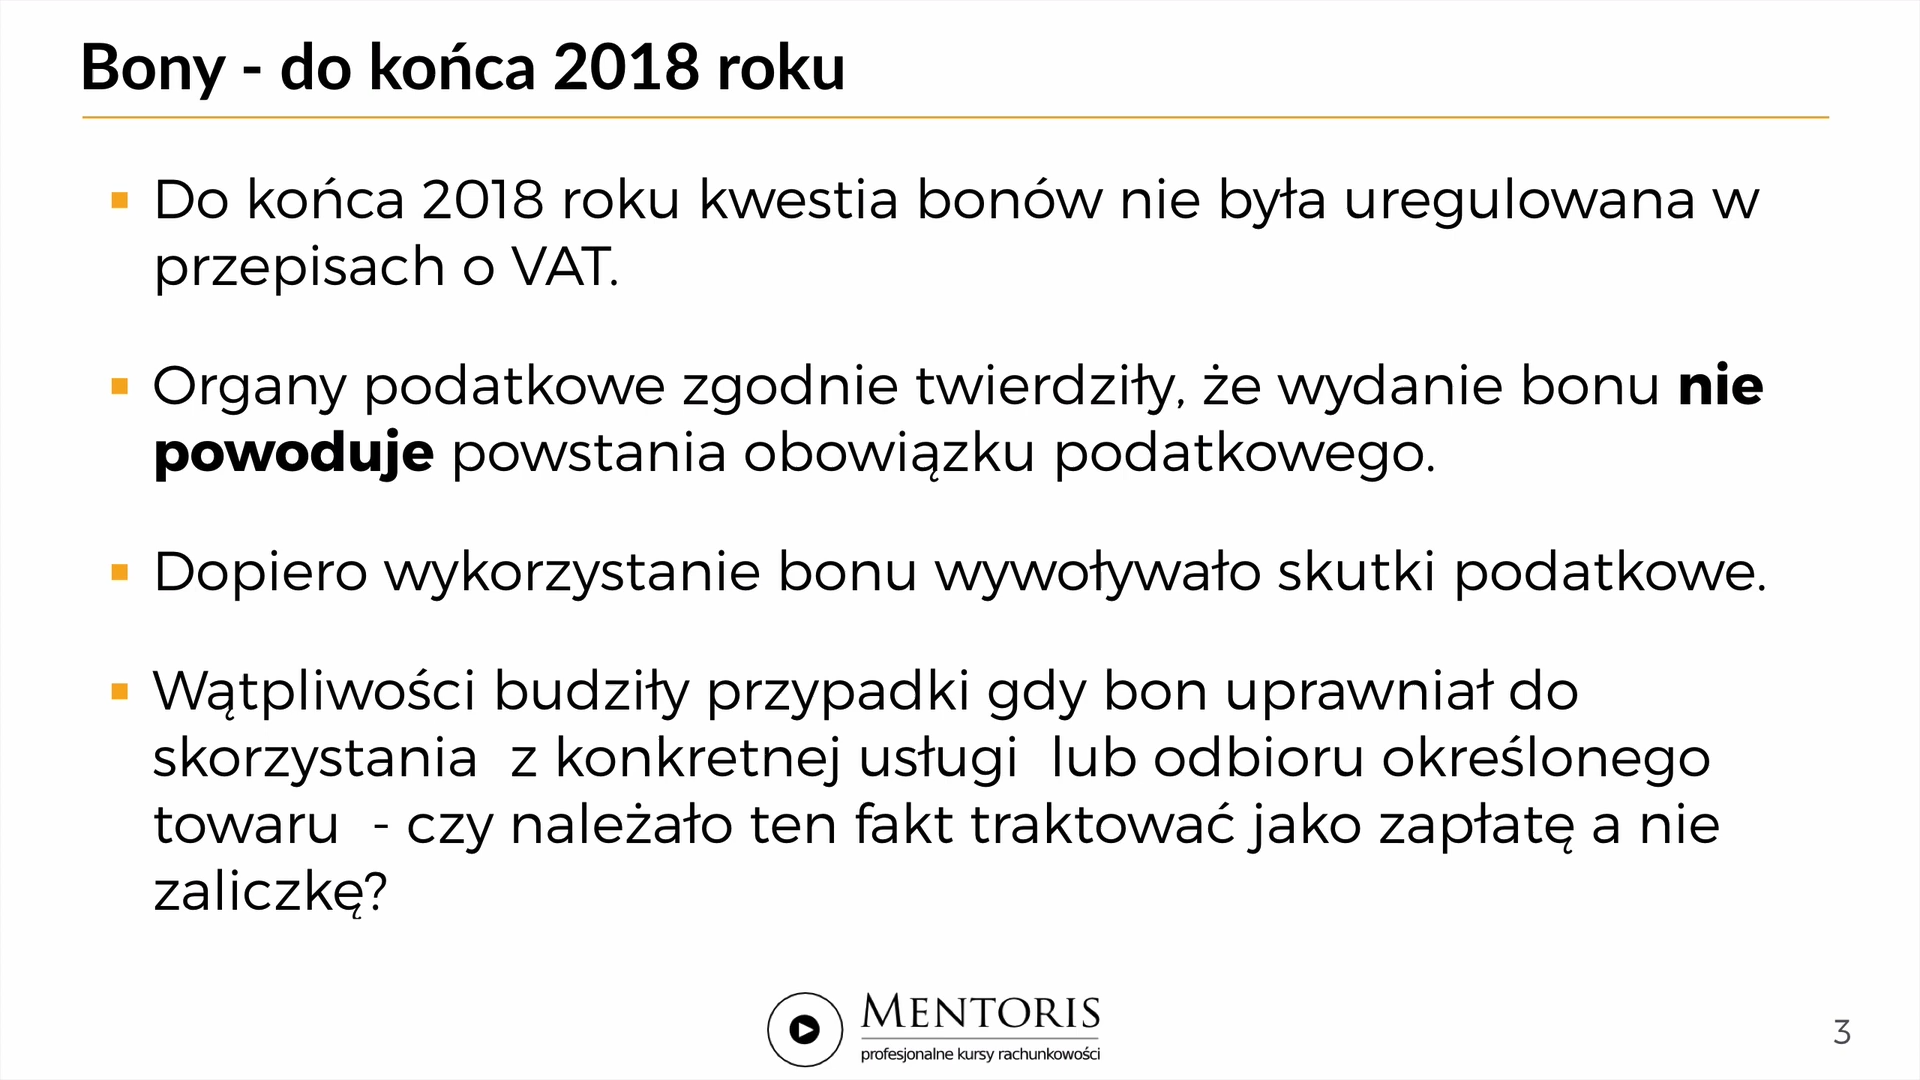 Bony - do końca 2018 roku
▪ Do końca 2018 roku kwestia bonów nie była uregulowana w
przepisach o VAT.
▪ Organy podatkowe zgodnie twierdziły, że wydanie bonu nie
powoduje powstania obowiązku podatkowego.
▪ Dopiero wykorzystanie bonu wywoływało skutki podatkowe.
▪ Wątpliwości budziły przypadki gdy bon uprawniał do
skorzystania  z konkretnej usługi  lub odbioru określonego
towaru  - czy należało ten fakt traktować jako zapłatę a nie
zaliczkę?
MENTORIS
profesjonalne kursy rachunkowości
3